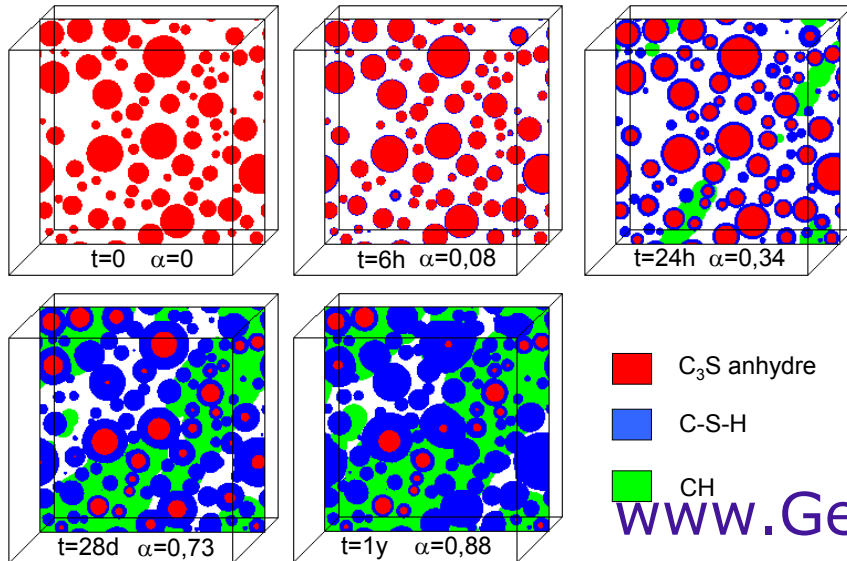 t=0 α=0
t=6h α=0,08
t=24h α=0,34
t=28d α=0,73
t=1y α=0,88
C₃S anhydre
C-S-H
CH
www.Ge